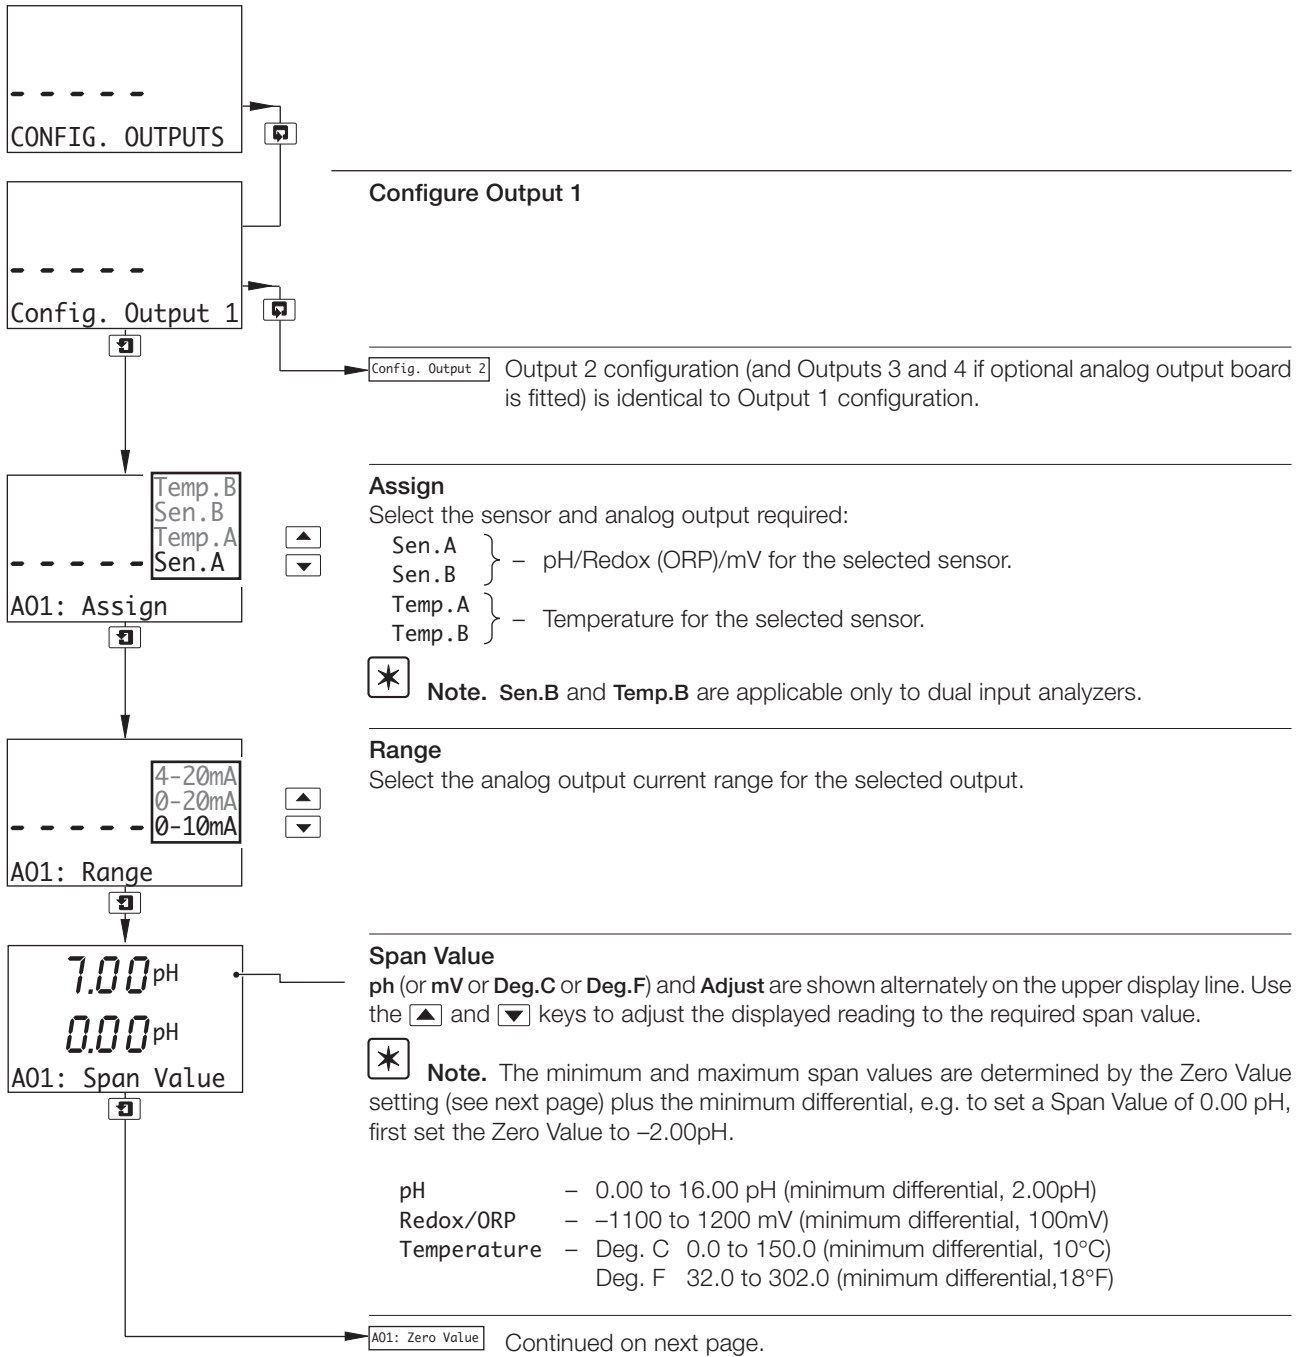 - - - - -
CONFIG. OUTPUTS
Configure Output 1
- - - - -
Config. Output 1
Config. Output 2
Output 2 configuration (and Outputs 3 and 4 if optional analog output board
is fitted) is identical to Output 1 configuration.
Temp.B
Sen.B
Temp.A
- - - - - Sen.A
AO1: Assign
Assign
Select the sensor and analog output required:
Sen.A
Sen.B
– pH/Redox (ORP)/mV for the selected sensor.
Temp.A
Temp.B
– Temperature for the selected sensor.
Note. Sen.B and Temp.B are applicable only to dual input analyzers.
4-20mA
0-20mA
- - - - - 0-10mA
AO1: Range
Range
Select the analog output current range for the selected output.
7.00 pH
0.00 pH
AO1: Span Value
Span Value
ph (or mV or Deg.C or Deg.F) and Adjust are shown alternately on the upper display line. Use
the ▲ and ▼ keys to adjust the displayed reading to the required span value.
Note. The minimum and maximum span values are determined by the Zero Value
setting (see next page) plus the minimum differential, e.g. to set a Span Value of 0.00 pH,
first set the Zero Value to –2.00pH.
pH – 0.00 to 16.00 pH (minimum differential, 2.00pH)
Redox/ORP – –1100 to 1200 mV (minimum differential, 100mV)
Temperature – Deg. C 0.0 to 150.0 (minimum differential, 10°C)
Deg. F 32.0 to 302.0 (minimum differential,18°F)
AO1: Zero Value
Continued on next page.